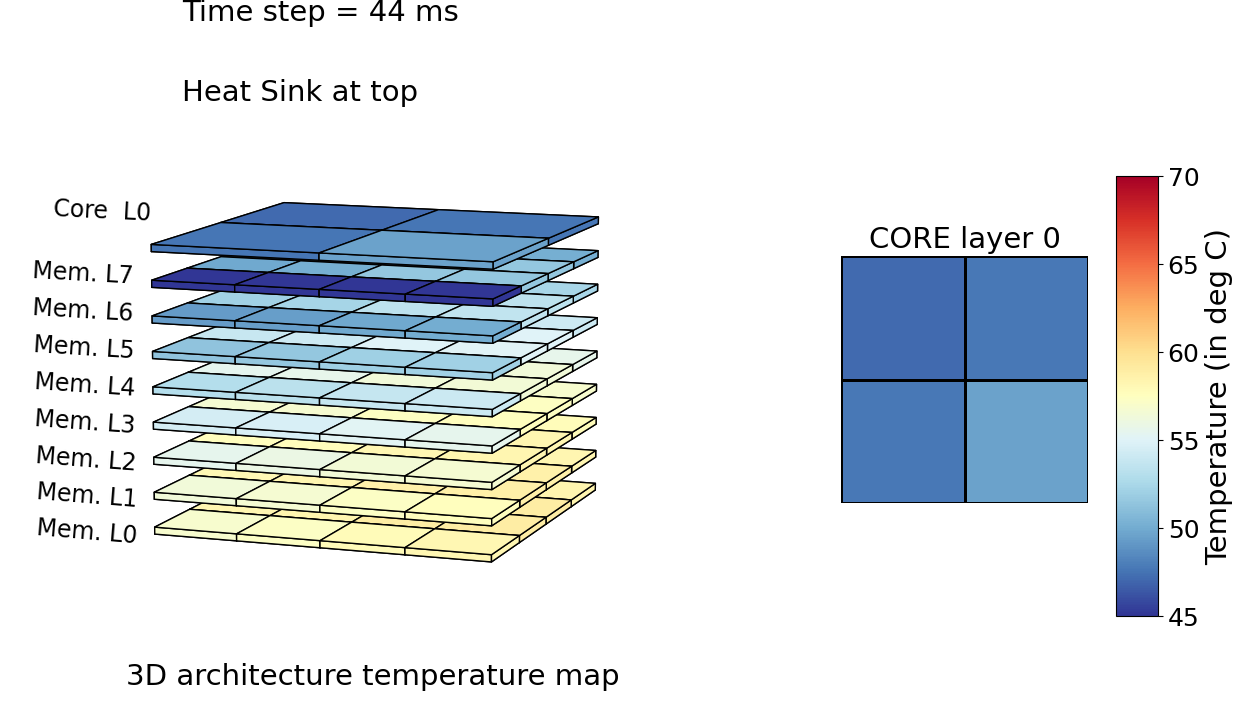 Time step = 44 ms
Heat Sink at top
Core L0
Mem. L7
Mem. L6
Mem. L5
Mem. L4
Mem. L3
Mem. L2
Mem. L1
Mem. L0
3D architecture temperature map
CORE layer 0
70
65
60
55
50
45
Temperature (in deg C)